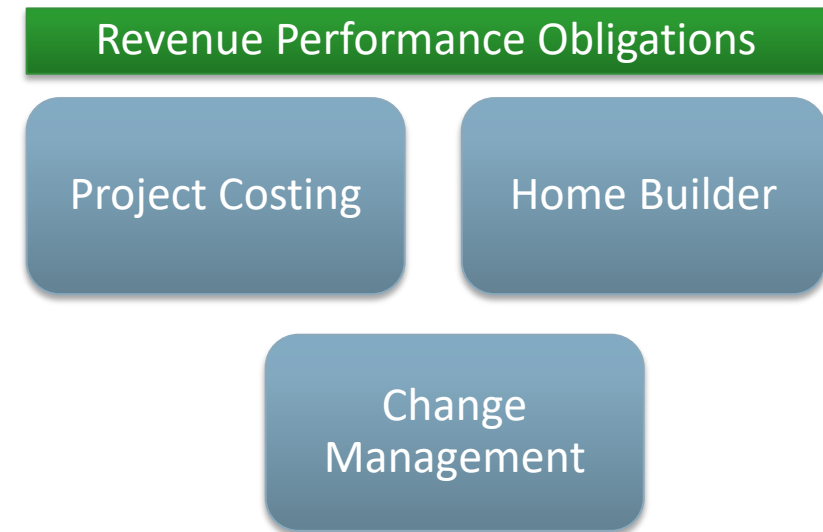 Revenue Performance Obligations
Project Costing
Home Builder
Change
Management